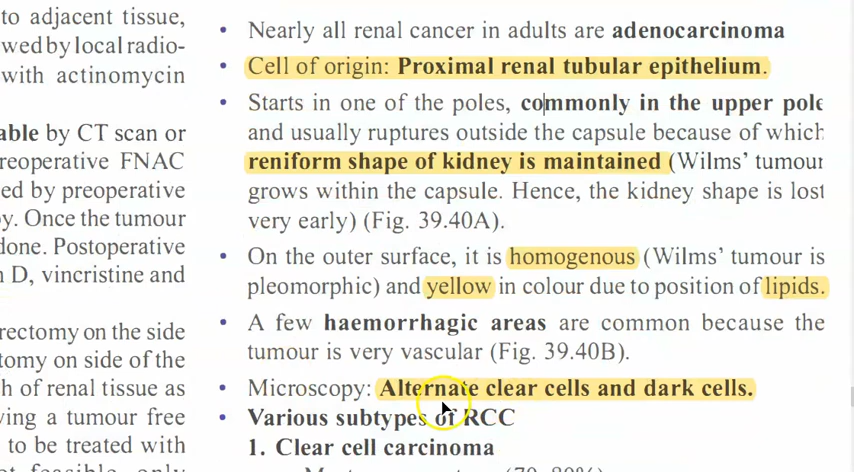 to adjacent tissue,
wed by local radio-
with actinomycin
able by CT scan or
reoperative FNAC
ed by preoperative
py. Once the tumour
done. Postoperative
n D, vincristine and
rectomy on the side
tomy on side of the
h of renal tissue as
ving a tumour free
to be treated with
feasible, only
• Nearly all renal cancer in adults are adenocarcinoma
• Cell of origin: Proximal renal tubular epithelium.
• Starts in one of the poles, commonly in the upper pole
and usually ruptures outside the capsule because of which
reniform shape of kidney is maintained (Wilms’ tumour
grows within the capsule. Hence, the kidney shape is lost
very early) (Fig. 39.40A).
• On the outer surface, it is homogenous (Wilms’ tumour is
pleomorphic) and yellow in colour due to position of lipids.
• A few haemorrhagic areas are common because the
tumour is very vascular (Fig. 39.40B).
• Microscopy: Alternate clear cells and dark cells.
• Various subtypes of RCC
1. Clear cell carcinoma